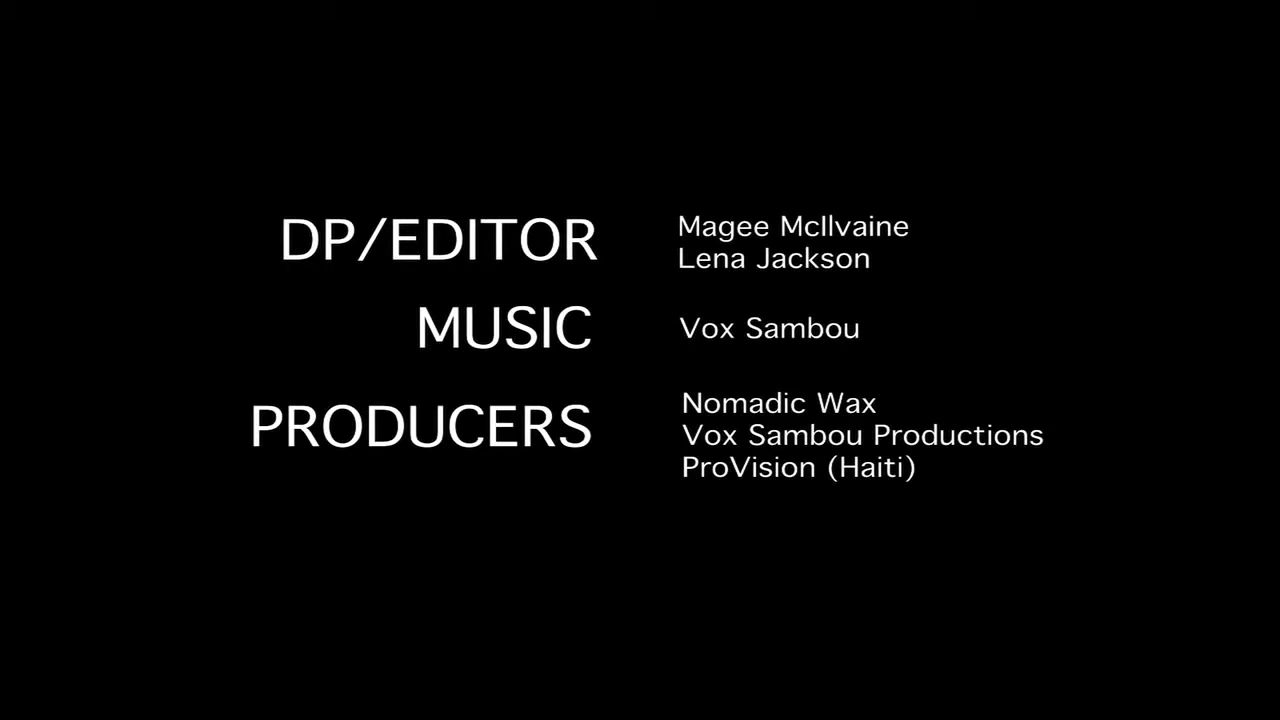 DP/EDITOR
Magee McIlvaine
Lena Jackson
MUSIC
Vox Sambou
PRODUCERS
Nomadic Wax
Vox Sambou Productions
ProVision (Haiti)